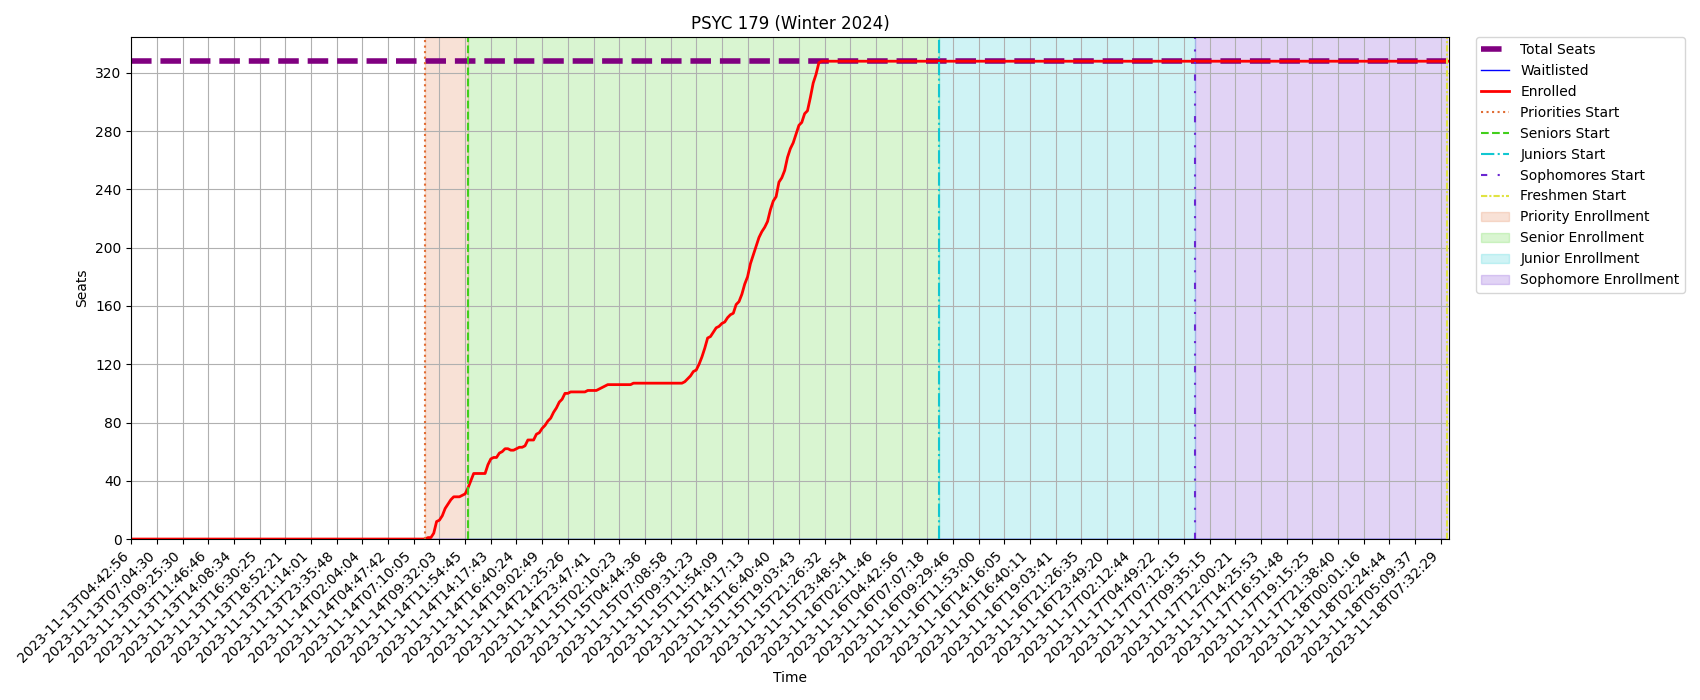 PSYC 179 (Winter 2024)
Seats
320
280
240
200
160
120
80
40
0
2023-11-13T04:42:56
2023-11-13T07:04:30
2023-11-13T09:25:30
2023-11-13T11:46:46
2023-11-13T14:08:34
2023-11-13T16:30:25
2023-11-13T18:52:21
2023-11-13T21:14:01
2023-11-13T23:35:48
2023-11-14T02:04:04
2023-11-14T04:47:42
2023-11-14T07:10:05
2023-11-14T09:32:03
2023-11-14T11:54:45
2023-11-14T14:17:43
2023-11-14T16:40:24
2023-11-14T19:02:49
2023-11-14T21:25:26
2023-11-14T23:47:41
2023-11-15T02:10:23
2023-11-15T04:44:36
2023-11-15T07:08:58
2023-11-15T09:31:23
2023-11-15T11:54:09
2023-11-15T14:17:13
2023-11-15T16:40:40
2023-11-15T19:03:43
2023-11-15T21:26:32
2023-11-15T23:48:54
2023-11-16T02:11:46
2023-11-16T04:42:56
2023-11-16T07:07:18
2023-11-16T09:29:46
2023-11-16T11:53:00
2023-11-16T14:16:05
2023-11-16T16:40:11
2023-11-16T19:03:41
2023-11-16T21:26:35
2023-11-16T23:49:20
2023-11-17T02:12:44
2023-11-17T04:49:22
2023-11-17T07:12:15
2023-11-17T09:35:15
2023-11-17T12:00:21
2023-11-17T14:25:53
2023-11-17T16:51:48
2023-11-17T19:15:25
2023-11-17T21:38:40
2023-11-18T00:01:16
2023-11-18T02:24:44
2023-11-18T05:09:37
2023-11-18T07:32:29
Time
Total Seats
Waitlisted
Enrolled
Priorities Start
Seniors Start
Juniors Start
Sophomores Start
Freshmen Start
Priority Enrollment
Senior Enrollment
Junior Enrollment
Sophomore Enrollment